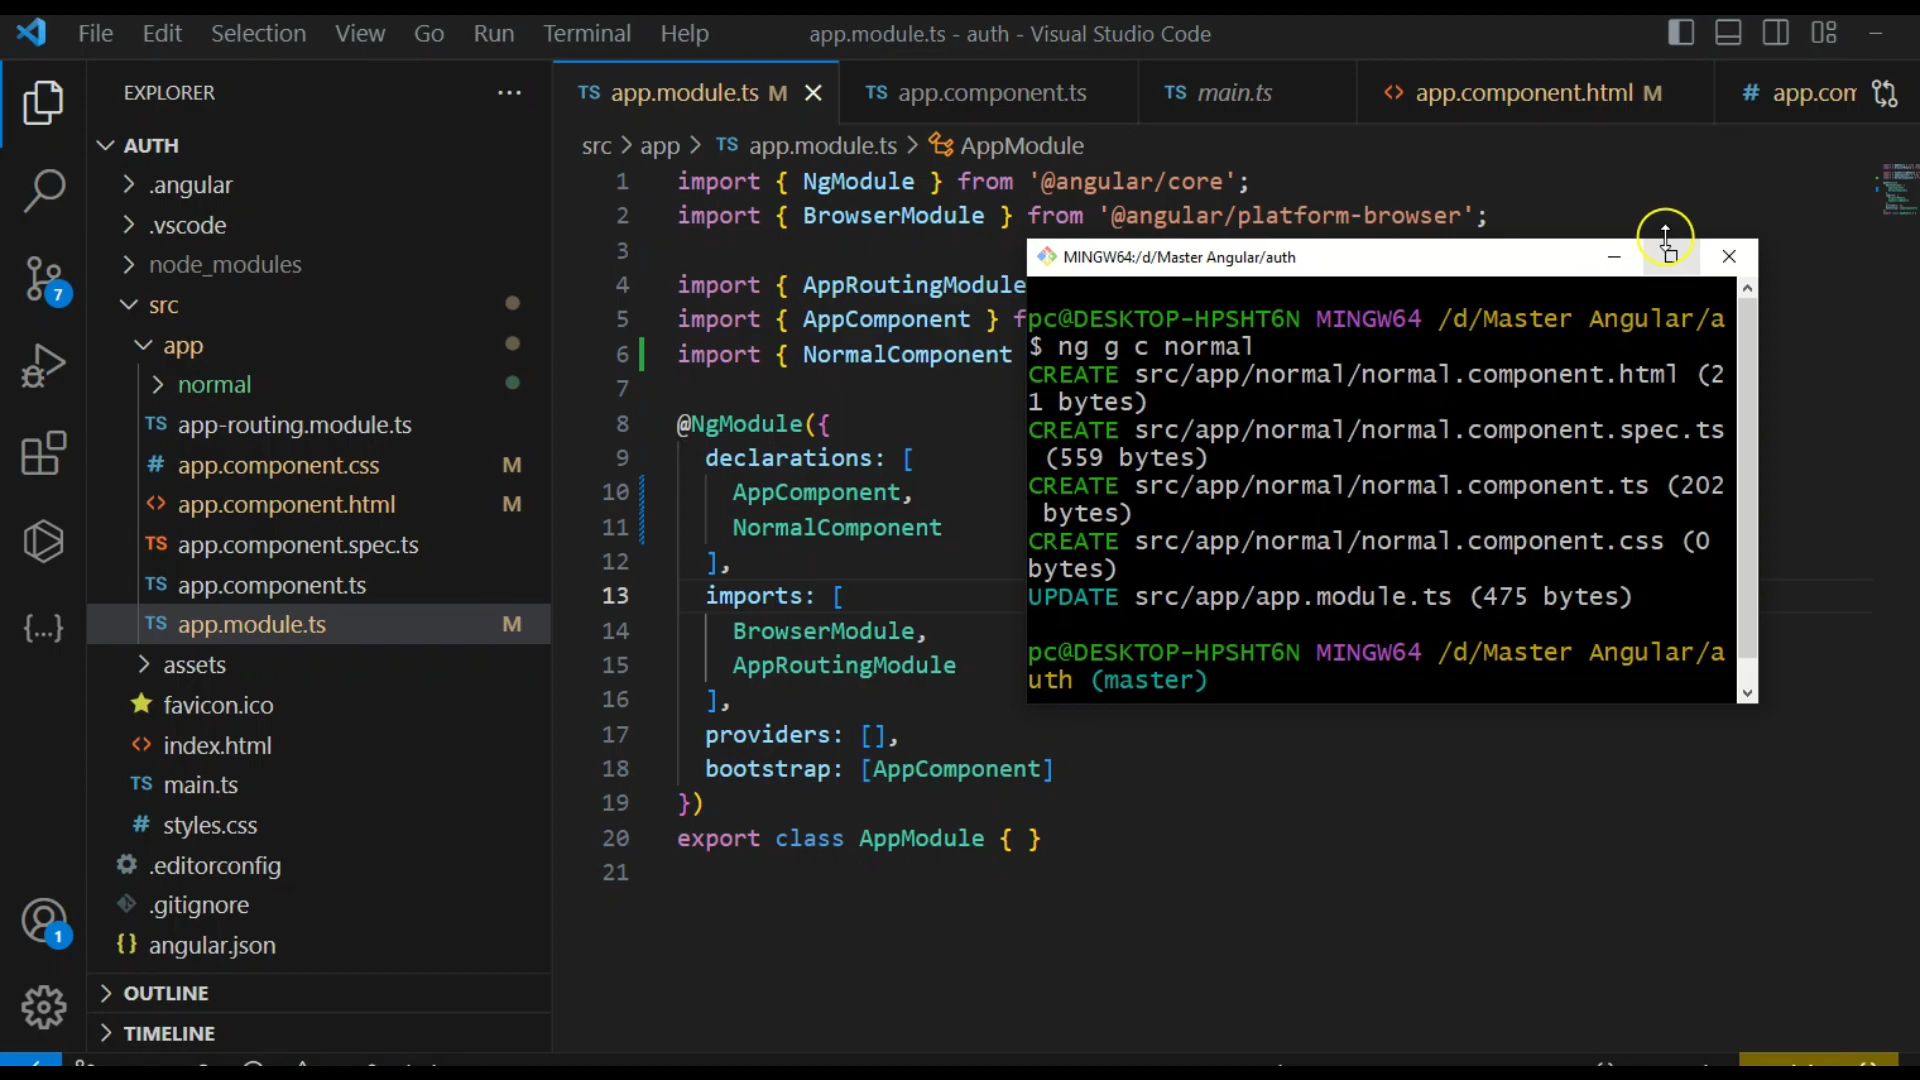 File Edit Selection View Go Run Terminal Help app.module.ts - auth - Visual Studio Code
EXPLORER ...
TS app.module.ts M
TS app.component.ts
TS main.ts
<> app.component.html M
# app.com
AUTH
src > app > TS app.module.ts > AppModule
.angular
.vscode
node_modules
src
app
normal
TS app-routing.module.ts
# app.component.css M
<> app.component.html M
TS app.component.spec.ts
TS app.component.ts
TS app.module.ts M
assets
favicon.ico
<> index.html
TS main.ts
# styles.css
.editorconfig
.gitignore
{} angular.json
OUTLINE
TIMELINE
7
{...}
1
1 import { NgModule } from '@angular/core';
2 import { BrowserModule } from '@angular/platform-browser';
3
4 import { AppRoutingModule
5 import { AppComponent } f
6 import { NormalComponent
7
8 @NgModule({
9 declarations: [
10 AppComponent,
11 NormalComponent
12 ],
13 imports: [
14 BrowserModule,
15 AppRoutingModule
16 ],
17 providers: [],
18 bootstrap: [AppComponent]
19 })
20 export class AppModule { }
21
MINGW64:/d/Master Angular/auth
pc@DESKTOP-HPSHT6N MINGW64 /d/Master Angular/a
$ ng g c normal
CREATE src/app/normal/normal.component.html (2
1 bytes)
CREATE src/app/normal/normal.component.spec.ts
(559 bytes)
CREATE src/app/normal/normal.component.ts (202
bytes)
CREATE src/app/normal/normal.component.css (0
bytes)
UPDATE src/app/app.module.ts (475 bytes)
pc@DESKTOP-HPSHT6N MINGW64 /d/Master Angular/a
uth (master)